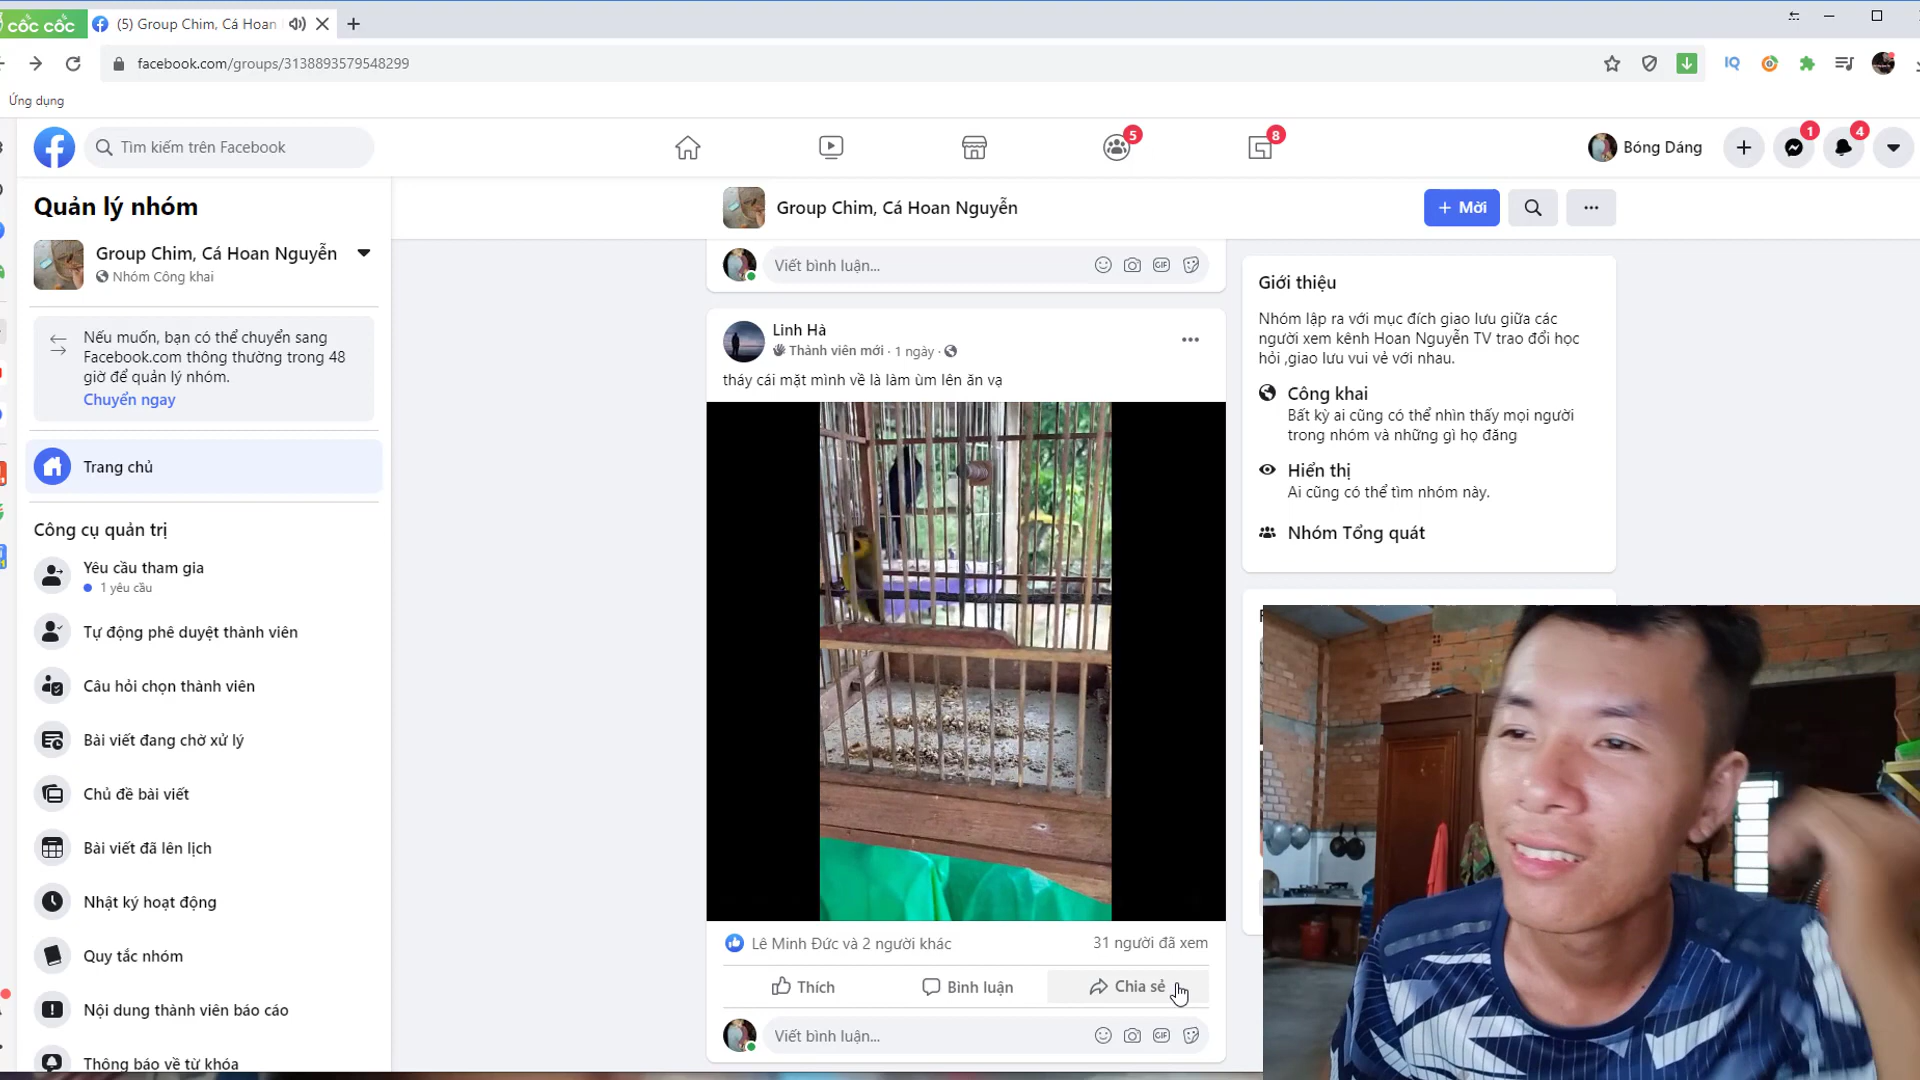 cốc cốc
(5) Group Chim, Cá Hoan
facebook.com/groups/3138893579548299
Ứng dụng
Tìm kiếm trên Facebook
5
8
Bóng Dáng
1
4
Quản lý nhóm
Group Chim, Cá Hoan Nguyễn
Nhóm Công khai
Nếu muốn, bạn có thể chuyển sang
Facebook.com thông thường trong 48
giờ để quản lý nhóm.
Chuyển ngay
Trang chủ
Công cụ quản trị
Yêu cầu tham gia
1 yêu cầu
Tự động phê duyệt thành viên
Câu hỏi chọn thành viên
Bài viết đang chờ xử lý
Chủ đề bài viết
Bài viết đã lên lịch
Nhật ký hoạt động
Quy tắc nhóm
Nội dung thành viên báo cáo
Thông báo về từ khóa
Group Chim, Cá Hoan Nguyễn
+ Mời
Viết bình luận...
GIF
Linh Hà
Thành viên mới · 1 ngày ·
tháy cái mặt mình về là làm ùm lên ăn vạ
Lê Minh Đức và 2 người khác
31 người đã xem
Thích
Bình luận
Chia sẻ
Viết bình luận...
GIF
Giới thiệu
Nhóm lập ra với mục đích giao lưu giữa các
người xem kênh Hoan Nguyễn TV trao đổi học
hỏi ,giao lưu vui vẻ với nhau.
Công khai
Bất kỳ ai cũng có thể nhìn thấy mọi người
trong nhóm và những gì họ đăng
Hiển thị
Ai cũng có thể tìm nhóm này.
Nhóm Tổng quát